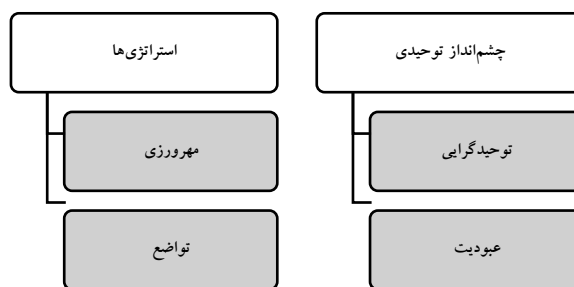 چشم‌انداز توحیدی
توحیدگرایی
عبودیت
استراتژی‌ها
مهرورزی
تواضع